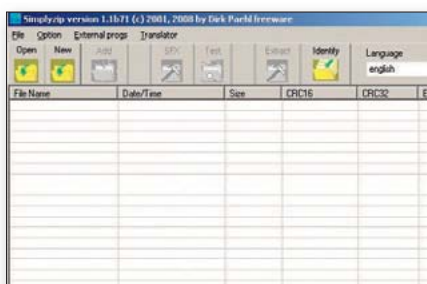 Simplyzip version 1.1b71 (c) 2001, 2008 by Dirk Paehl freeware
File Option External progs Translator
Open New Add SFX Test Extract Identify Language
english
File Name Date/Time Size CRC16 CRC32 E